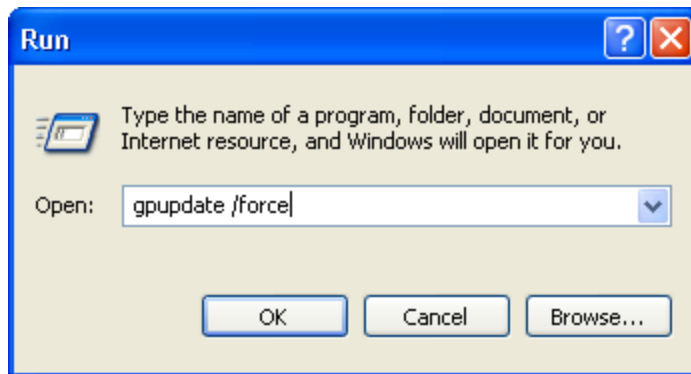 Run
Type the name of a program, folder, document, or
Internet resource, and Windows will open it for you.
Open: gpupdate /force
OK Cancel Browse...